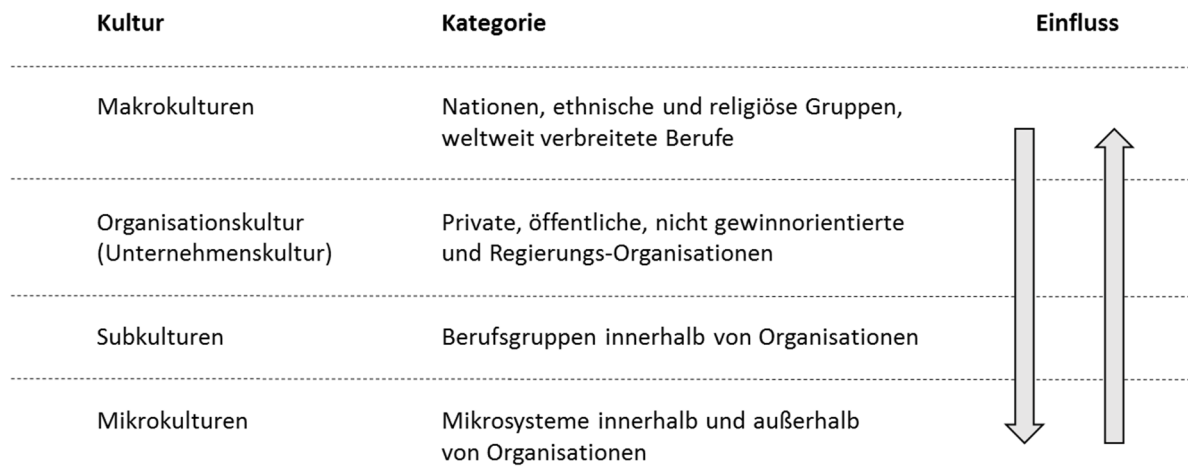 Kultur Kategorie Einfluss
Makrokulturen Nationen, ethnische und religiöse Gruppen,
weltweit verbreitete Berufe
Organisationskultur Private, öffentliche, nicht gewinnorientierte
(Unternehmenskultur) und Regierungs-Organisationen
Subkulturen Berufsgruppen innerhalb von Organisationen
Mikrokulturen Mikrosysteme innerhalb und außerhalb
von Organisationen